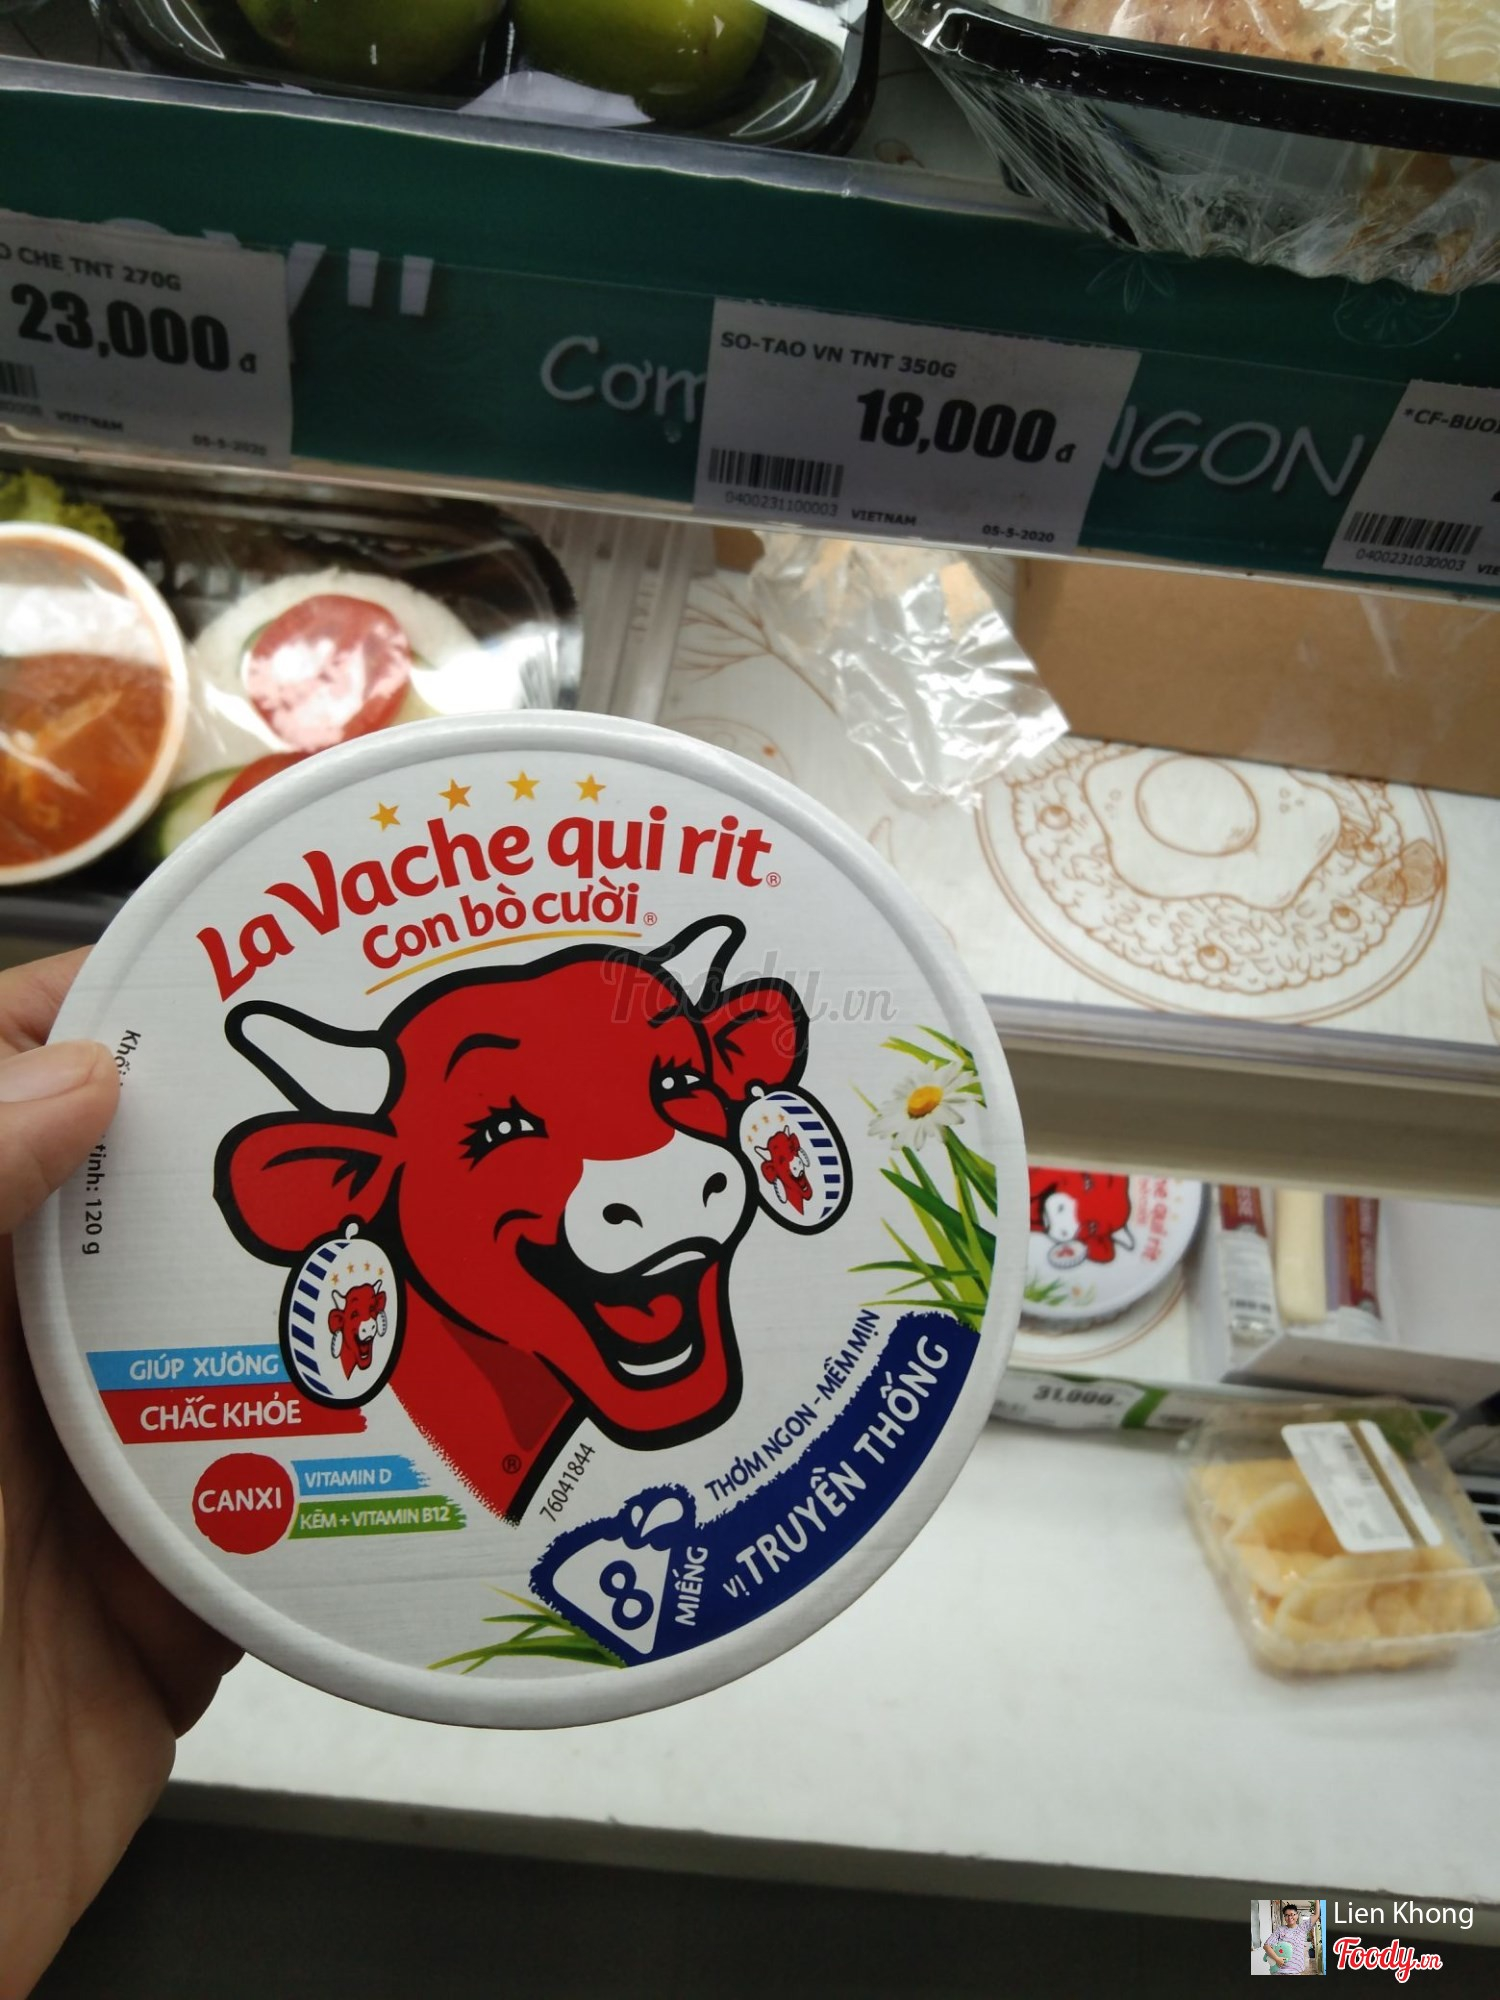 CHE TNT 270G
23,000 đ
VIETNAM
05-5-2020
Cơm
NGON
SO-TAO VN TNT 350G
18,000 đ
0400231100003
VIETNAM
05-5-2020
*CF-BUO
0400231030003
La Vache qui rit®
Con bò cười®
Foody.vn
tịnh: 120 g
GIÚP XƯƠNG
CHẮC KHỎE
CANXI
VITAMIN D
KẼM + VITAMIN B12
76041844
8
MIẾNG
THƠM NGON - MỀM MỊN
VỊ TRUYỀN THỐNG
31.000
Lien Khong
Foody.vn